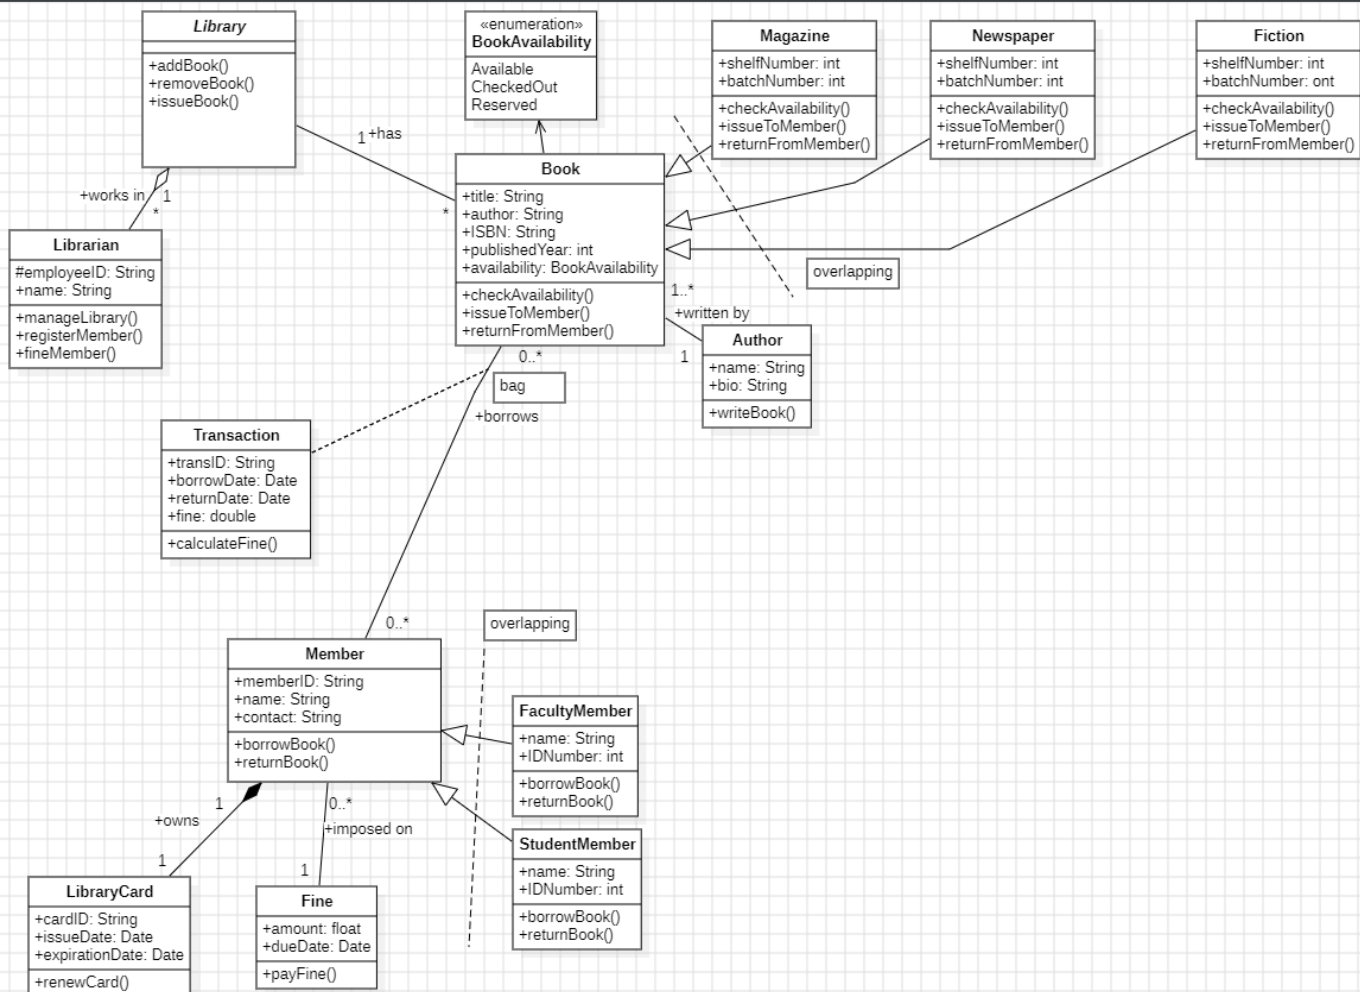 Library
+addBook()
+removeBook()
+issueBook()
«enumeration»
BookAvailability
Available
CheckedOut
Reserved
Magazine
+shelfNumber: int
+batchNumber: int
+checkAvailability()
+issueToMember()
+returnFromMember()
Newspaper
+shelfNumber: int
+batchNumber: int
+checkAvailability()
+issueToMember()
+returnFromMember()
Fiction
+shelfNumber: int
+batchNumber: ont
+checkAvailability()
+issueToMember()
+returnFromMember()
1
+has
*
+works in
1
*
Librarian
#employeeID: String
+name: String
+manageLibrary()
+registerMember()
+fineMember()
Book
+title: String
+author: String
+ISBN: String
+publishedYear: int
+availability: BookAvailability
+checkAvailability()
+issueToMember()
+returnFromMember()
overlapping
1..*
+written by
1
Author
+name: String
+bio: String
+writeBook()
0..*
bag
+borrows
Transaction
+transID: String
+borrowDate: Date
+returnDate: Date
+fine: double
+calculateFine()
0..*
overlapping
Member
+memberID: String
+name: String
+contact: String
+borrowBook()
+returnBook()
FacultyMember
+name: String
+IDNumber: int
+borrowBook()
+returnBook()
StudentMember
+name: String
+IDNumber: int
+borrowBook()
+returnBook()
1
+owns
1
0..*
+imposed on
1
LibraryCard
+cardID: String
+issueDate: Date
+expirationDate: Date
+renewCard()
Fine
+amount: float
+dueDate: Date
+payFine()